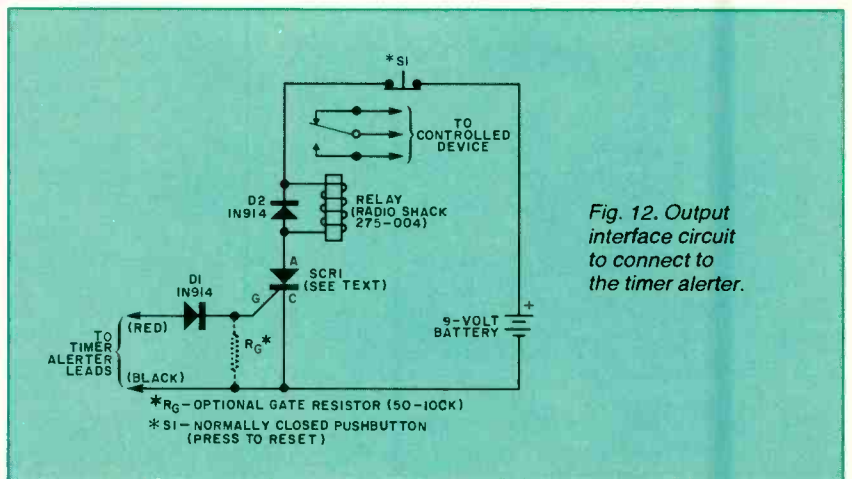 *S1
TO
CONTROLLED
DEVICE
D2
1N914
RELAY
(RADIO SHACK
275-004)
A
SCR1
(SEE TEXT)
D1
1N914
G
C
(RED)
TO
TIMER
ALERTER
LEADS
RG*
(BLACK)
+
9-VOLT
BATTERY
*RG-OPTIONAL GATE RESISTOR (50-10CK)
*S1-NORMALLY CLOSED PUSHBUTTON
(PRESS TO RESET)
Fig. 12. Output
interface circuit
to connect to
the timer alerter.